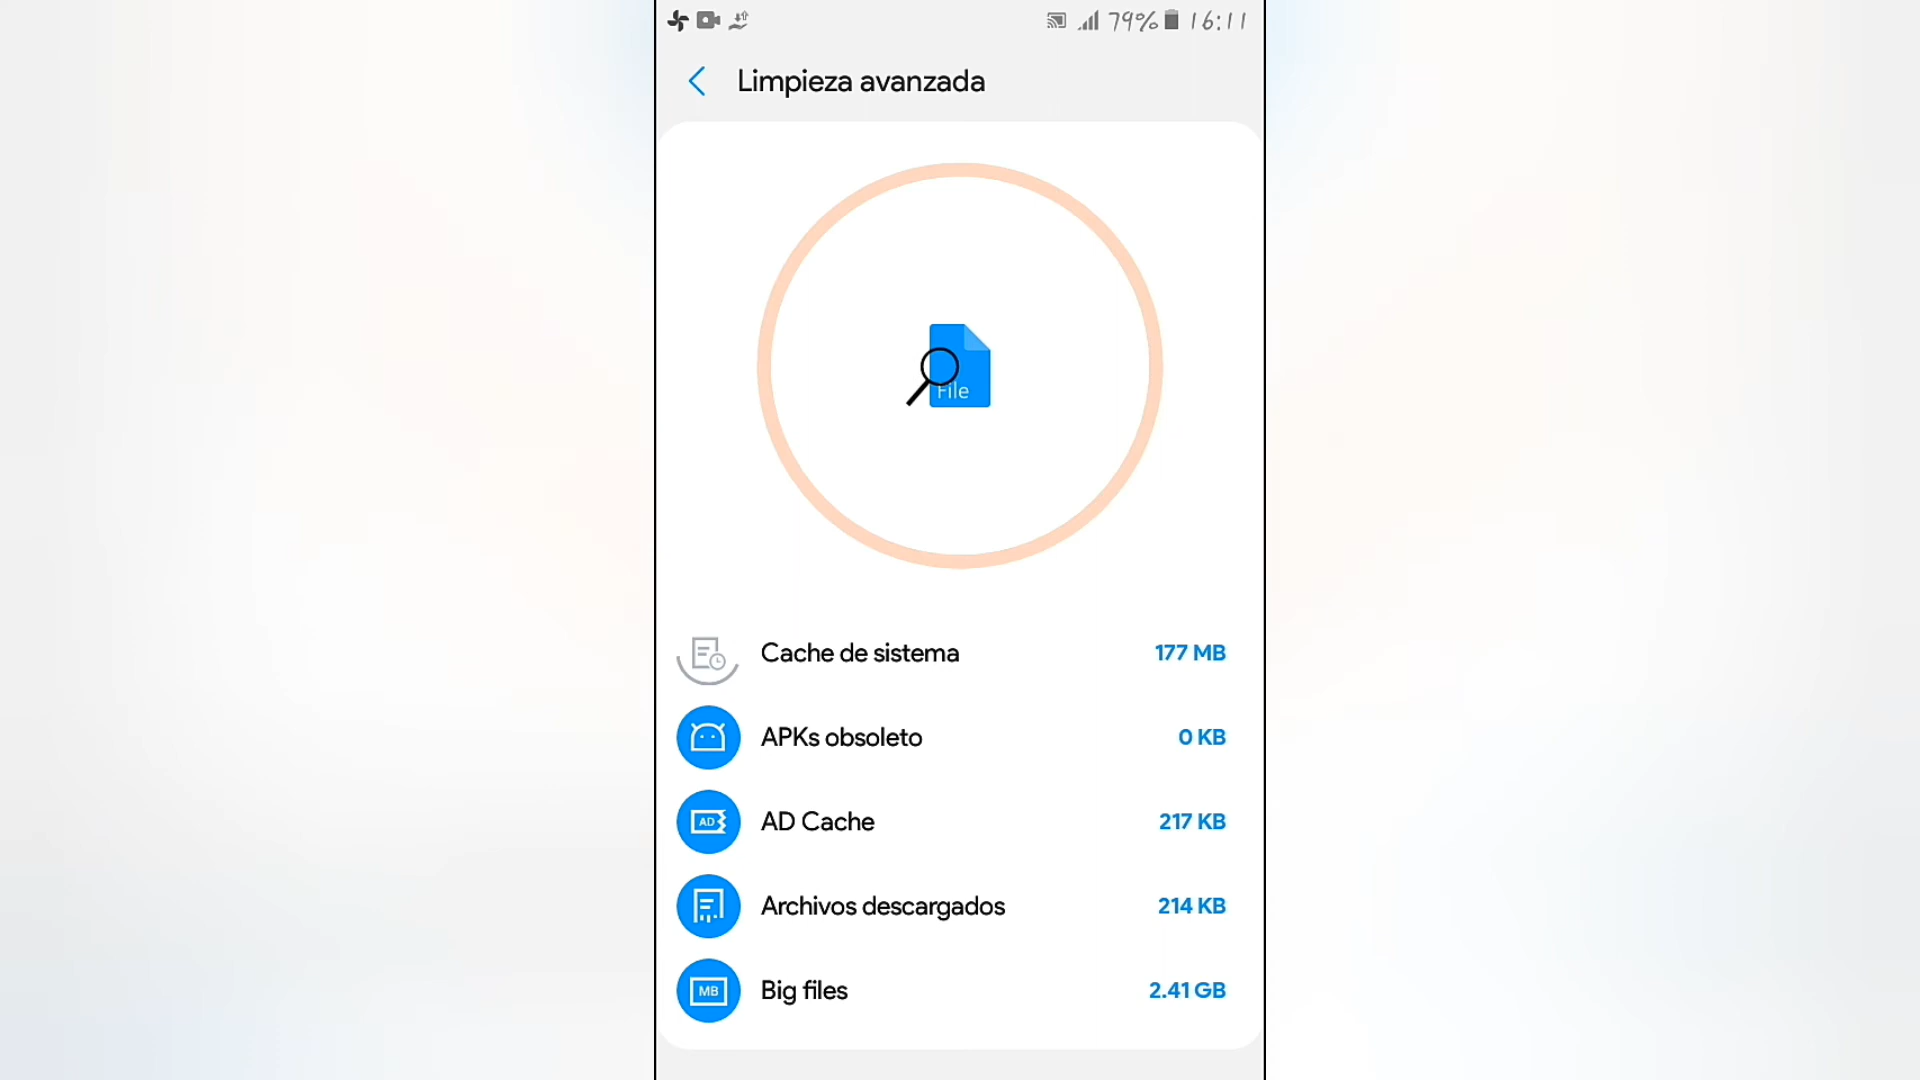 79% 16:11
Limpieza avanzada
File
Cache de sistema 177 MB
APKs obsoleto 0 KB
AD AD Cache 217 KB
Archivos descargados 214 KB
MB Big files 2.41 GB